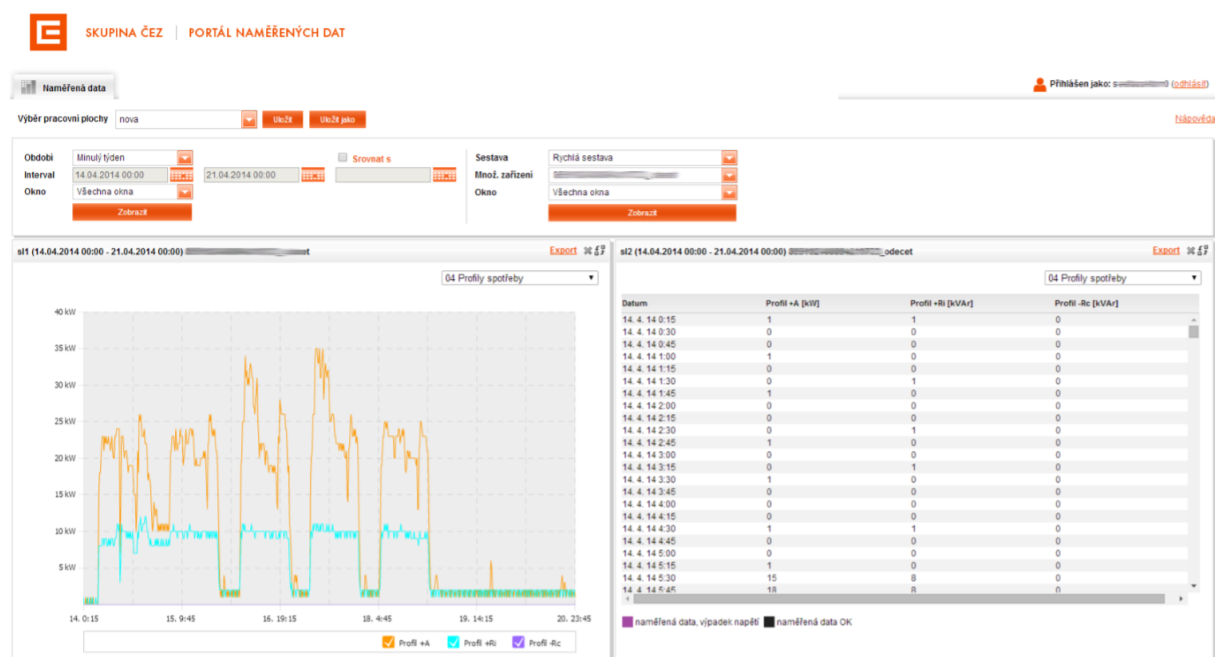 SKUPINA ČEZ | PORTÁL NAMĚŘENÝCH DAT
Naměřená data
Přihlášen jako: (odhlásit)
Výběr pracovní plochy nova Uložit Uložit jako
Nápověda
Období Minulý týden Srovnat s
Interval 14.04.2014 00:00 21.04.2014 00:00
Okno Všechna okna
Zobrazit
Sestava Rychlá sestava
Množ. zařízení
Okno Všechna okna
Zobrazit
sl1 (14.04.2014 00:00 - 21.04.2014 00:00) Export
04 Profily spotřeby
40 kW
35 kW
30 kW
25 kW
20 kW
15 kW
10 kW
5 kW
14. 0:15 15. 9:45 16. 19:15 18. 4:45 19. 14:15 20. 23:45
Profil +A Profil +Ri Profil -Rc
sl2 (14.04.2014 00:00 - 21.04.2014 00:00) _odecet Export
04 Profily spotřeby
Datum Profil +A [kW] Profil +Ri [kVAr] Profil -Rc [kVAr]
14. 4. 14 0:15 1 1 0
14. 4. 14 0:30 0 0 0
14. 4. 14 0:45 0 0 0
14. 4. 14 1:00 1 0 0
14. 4. 14 1:15 0 0 0
14. 4. 14 1:30 0 1 0
14. 4. 14 1:45 1 0 0
14. 4. 14 2:00 0 0 0
14. 4. 14 2:15 0 0 0
14. 4. 14 2:30 0 1 0
14. 4. 14 2:45 1 0 0
14. 4. 14 3:00 0 0 0
14. 4. 14 3:15 0 1 0
14. 4. 14 3:30 1 0 0
14. 4. 14 3:45 0 0 0
14. 4. 14 4:00 0 0 0
14. 4. 14 4:15 0 0 0
14. 4. 14 4:30 1 1 0
14. 4. 14 4:45 0 0 0
14. 4. 14 5:00 0 0 0
14. 4. 14 5:15 1 0 0
14. 4. 14 5:30 15 8 0
14. 4. 14 5:45 18 8 0
naměřená data, výpadek napětí naměřená data OK